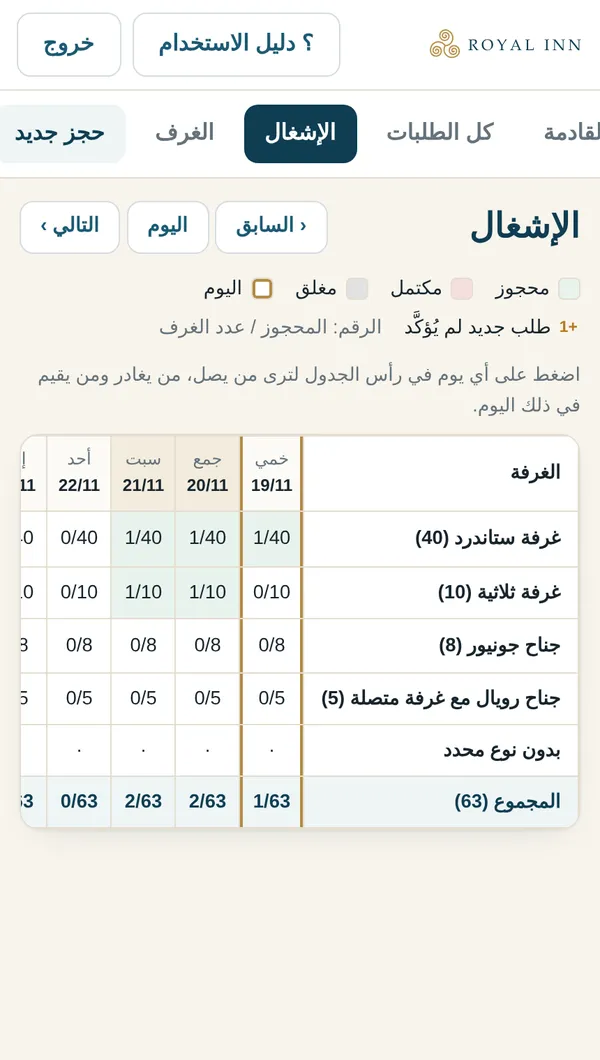 ROYAL INN
؟ دليل الاستخدام
خروج
كل الطلبات
الإشغال
الغرف
حجز جديد
الإشغال
‹ السابق
اليوم
التالي ›
محجوز
مكتمل
مغلق
اليوم
+1 طلب جديد لم يُؤكَّد
الرقم: المحجوز / عدد الغرف
اضغط على أي يوم في رأس الجدول لترى من يصل، من يغادر ومن يقيم
في ذلك اليوم.
الغرفة خمي 19/11 جمع 20/11 سبت 21/11 أحد 22/11
غرفة ستاندرد (40) 1/40 1/40 1/40 0/40
غرفة ثلاثية (10) 0/10 1/10 1/10 0/10
جناح جونيور (8) 0/8 0/8 0/8 0/8
جناح رويال مع غرفة متصلة (5) 0/5 0/5 0/5 0/5
بدون نوع محدد · · · ·
المجموع (63) 1/63 2/63 2/63 0/63